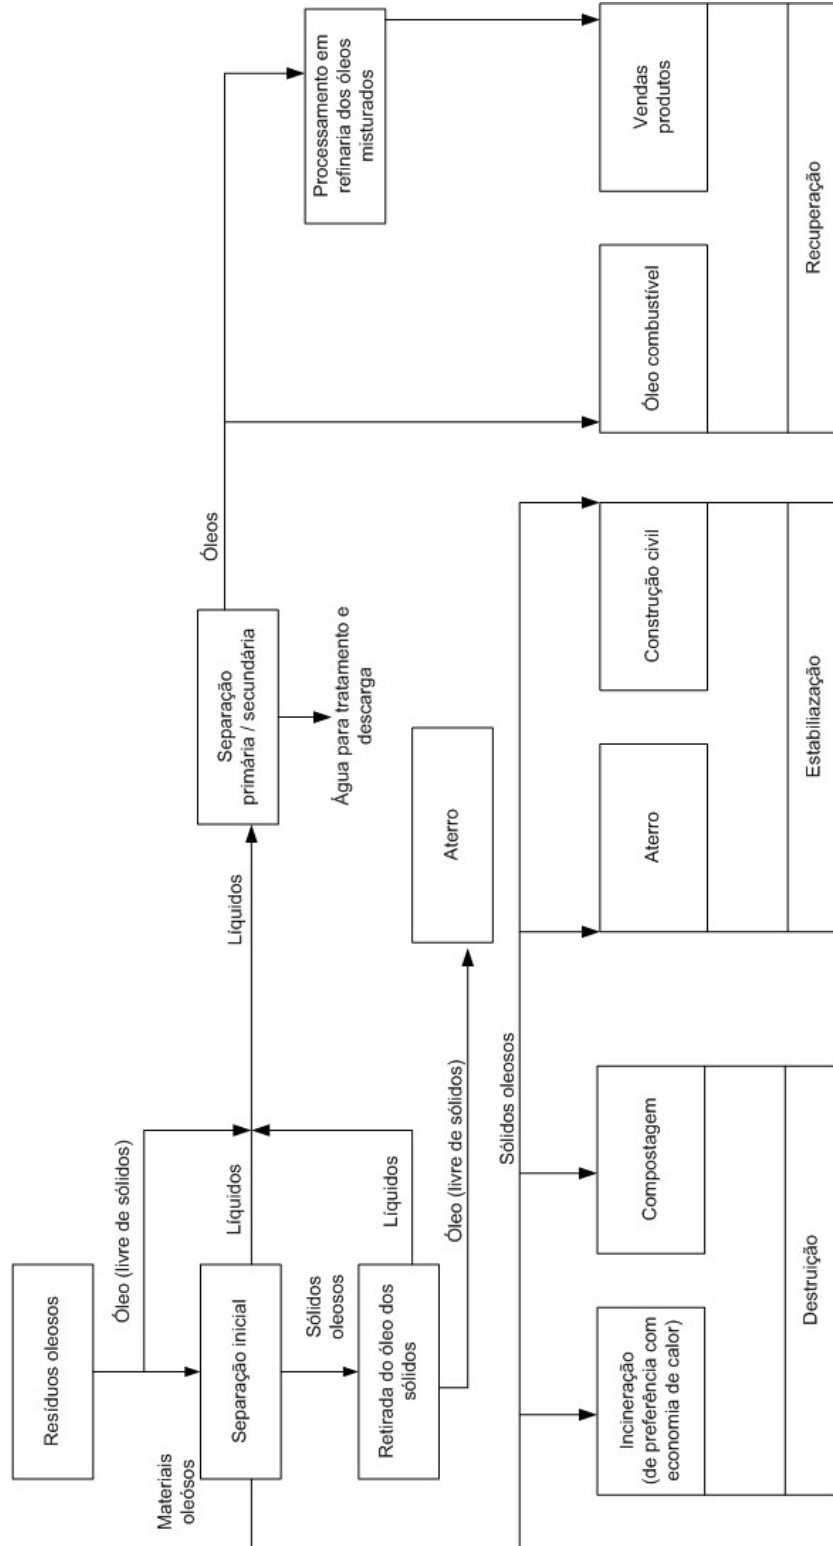 Resíduos oleosos
Óleo (livre de sólidos)
Materiais
oleósos
Separação inicial
Líquidos
Líquidos
Separação
primária / secundária
Óleos
Processamento em
refinaria dos óleos
misturados
Água para tratamento e
descarga
Sólidos
oleosos
Retirada do óleo dos
sólidos
Líquidos
Óleo (livre de sólidos)
Aterro
Sólidos oleosos
Incineração
(de preferência com
economia de calor)
Compostagem
Aterro
Construção civil
Óleo combustível
Vendas
produtos
Destruição
Estabiliazação
Recuperação